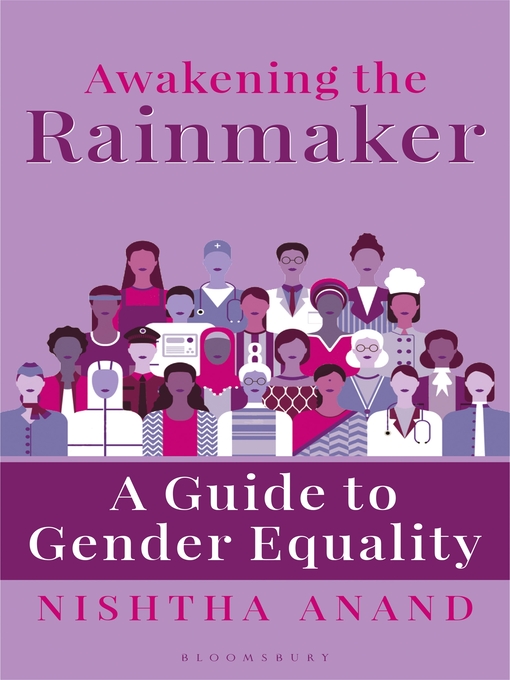 Awakening the
Rainmaker
A Guide to
Gender Equality
NISHTHA ANAND
BLOOMSBURY